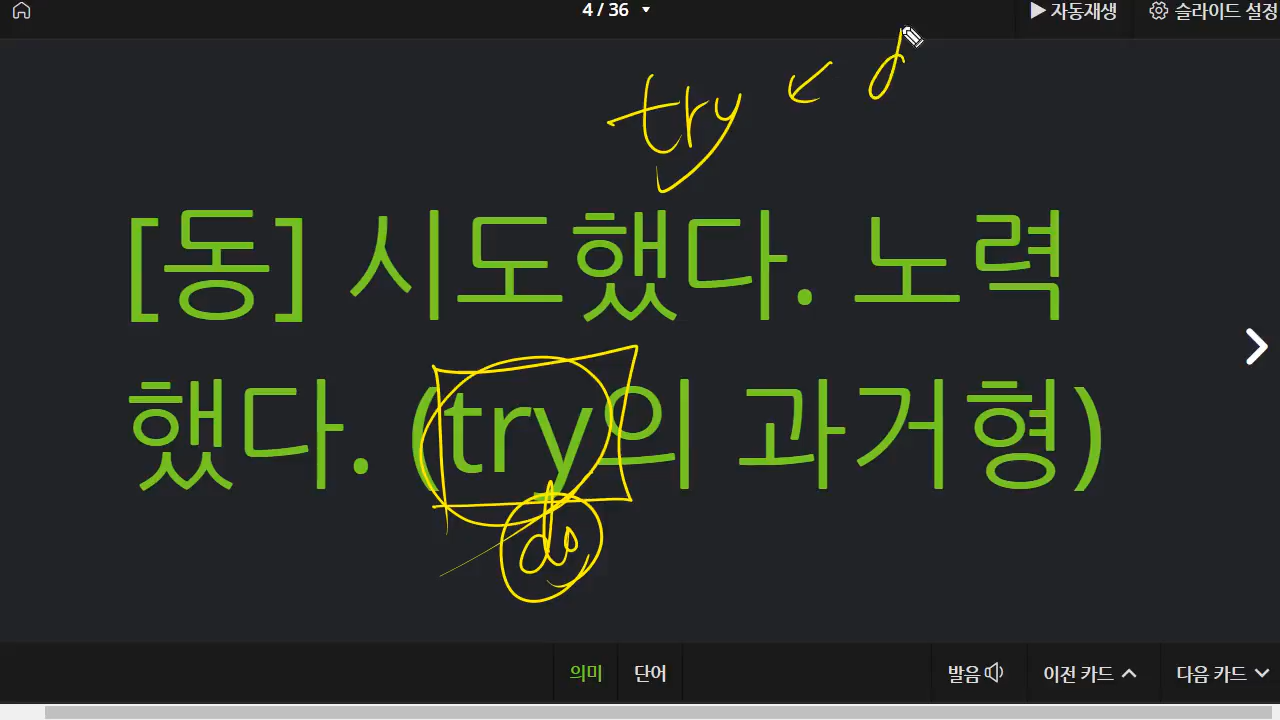 4 / 36
자동재생 슬라이드 설정
try
[동] 시도했다. 노력
했다. (try의 과거형)
do
의미 단어 발음 이전 카드 다음 카드